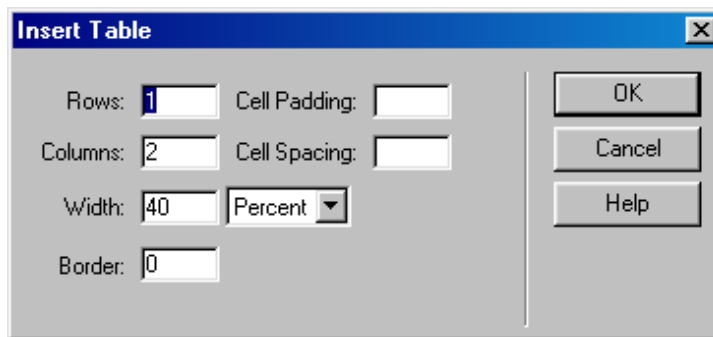 Insert Table
Rows: 1 Cell Padding: OK
Columns: 2 Cell Spacing: Cancel
Width: 40 Percent Help
Border: 0